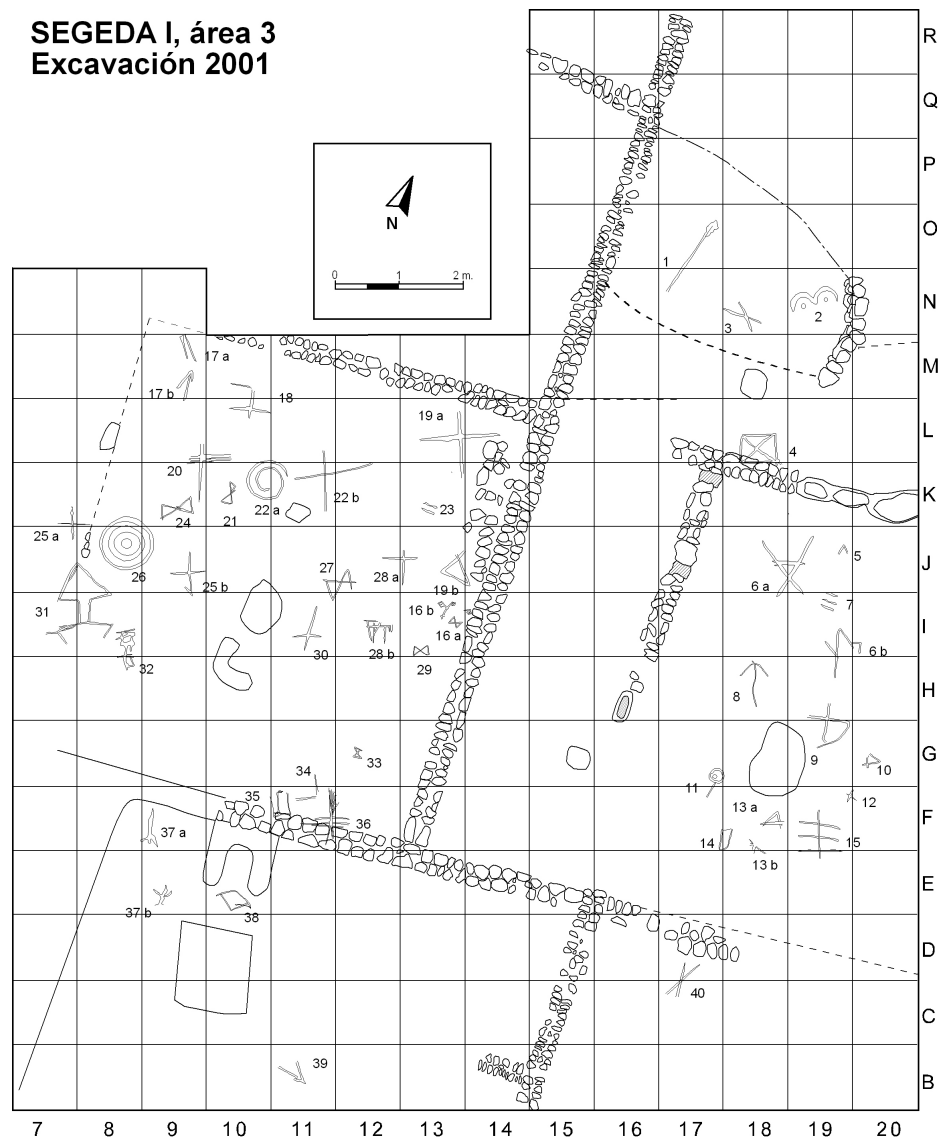 SEGEDA I, área 3
Excavación 2001
R
Q
P
N
O
1
0 1 2 m.
N
2
3
17 a
M
17 b
18
19 a
L
4
20
22 a
22 b
K
24
21
23
25 a
5
J
26
27
28 a
6 a
25 b
19 b
7
31
16 b
I
16 a
30
28 b
6 b
32
29
8
H
33
9
G
10
34
11
35
12
13 a
36
F
37 a
14
15
13 b
E
37 b
38
D
40
C
39
B
7 8 9 10 11 12 13 14 15 16 17 18 19 20